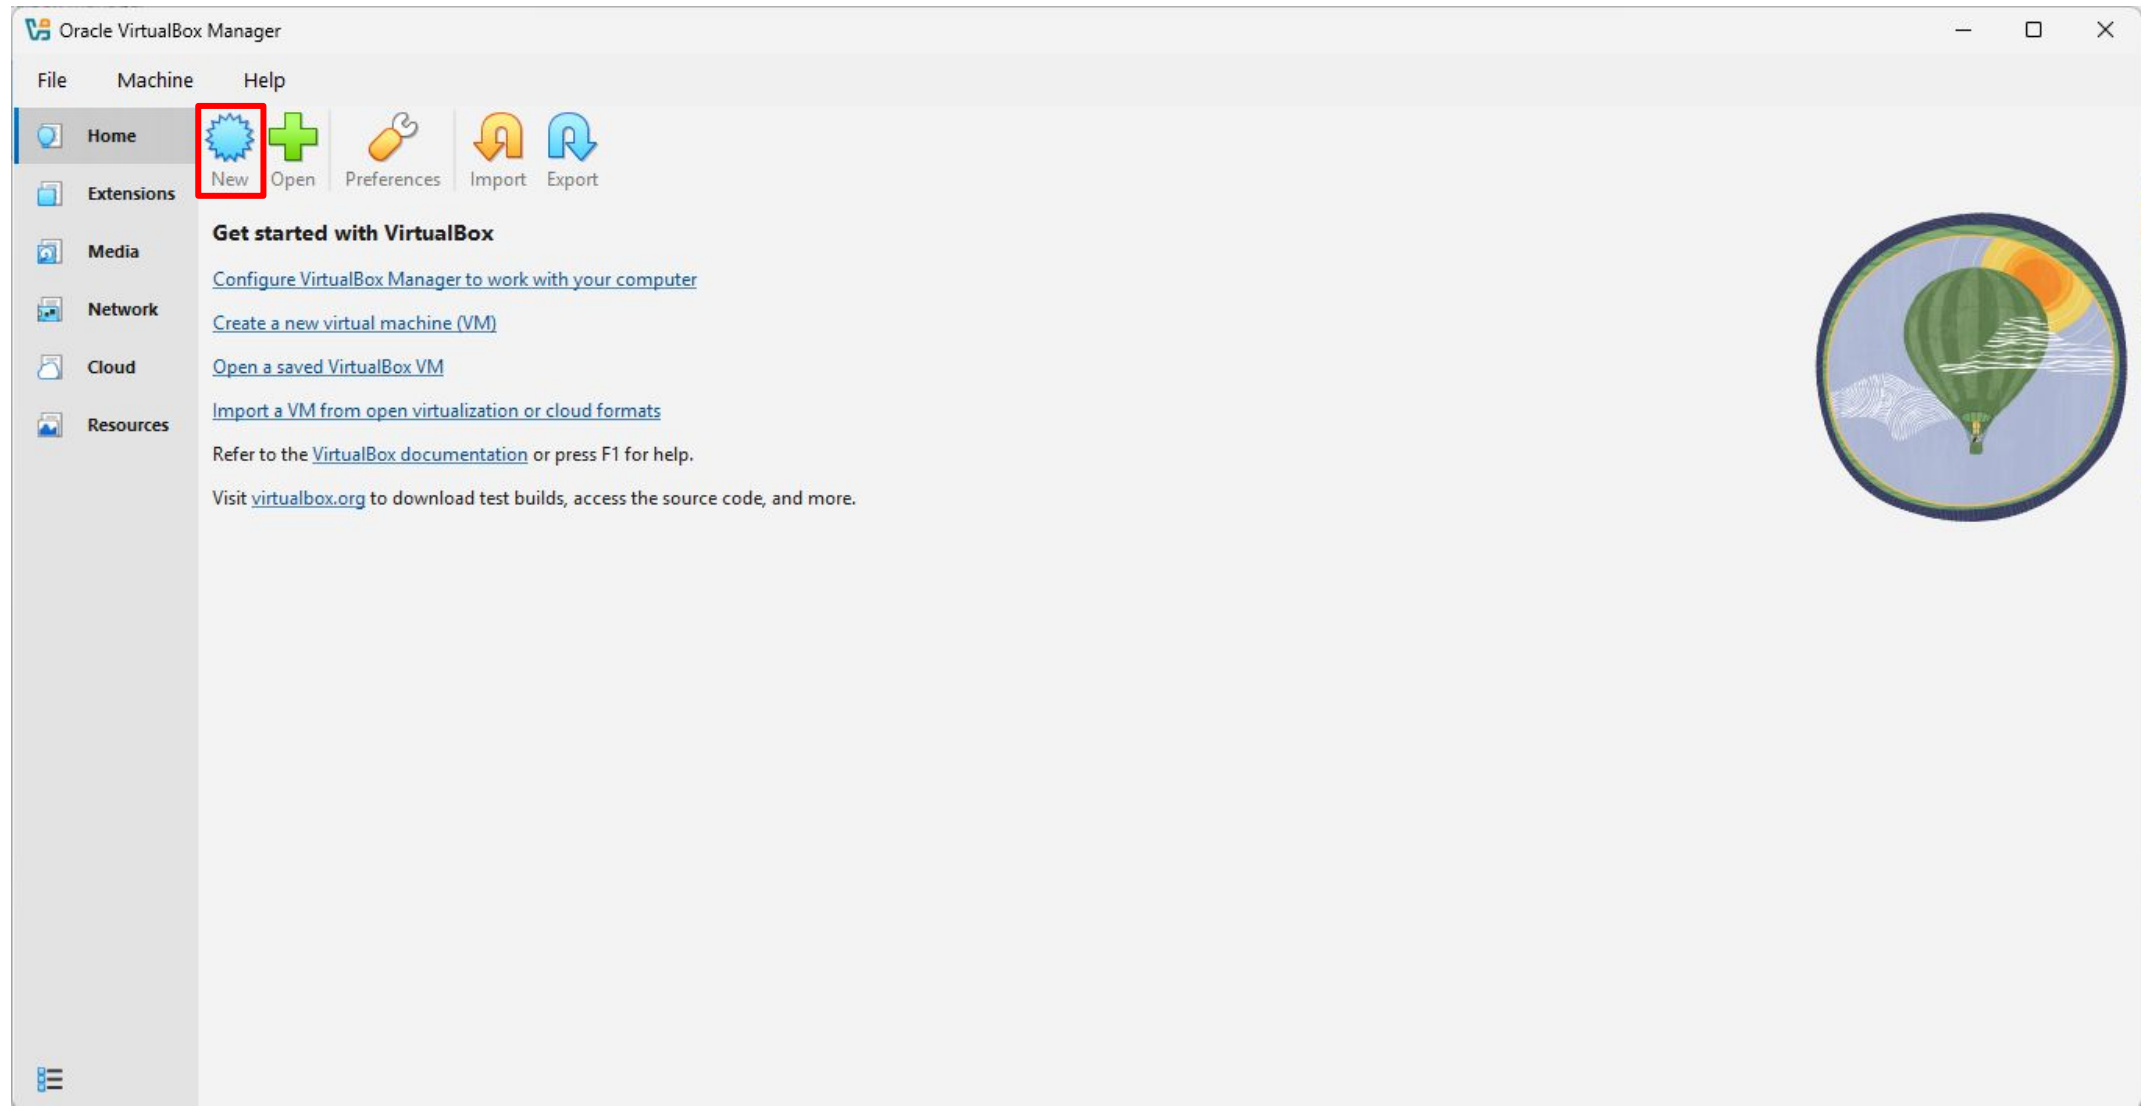 Oracle VirtualBox Manager
File Machine Help
Home
Extensions
Media
Network
Cloud
Resources
New Open Preferences Import Export
Get started with VirtualBox
Configure VirtualBox Manager to work with your computer
Create a new virtual machine (VM)
Open a saved VirtualBox VM
Import a VM from open virtualization or cloud formats
Refer to the VirtualBox documentation or press F1 for help.
Visit virtualbox.org to download test builds, access the source code, and more.